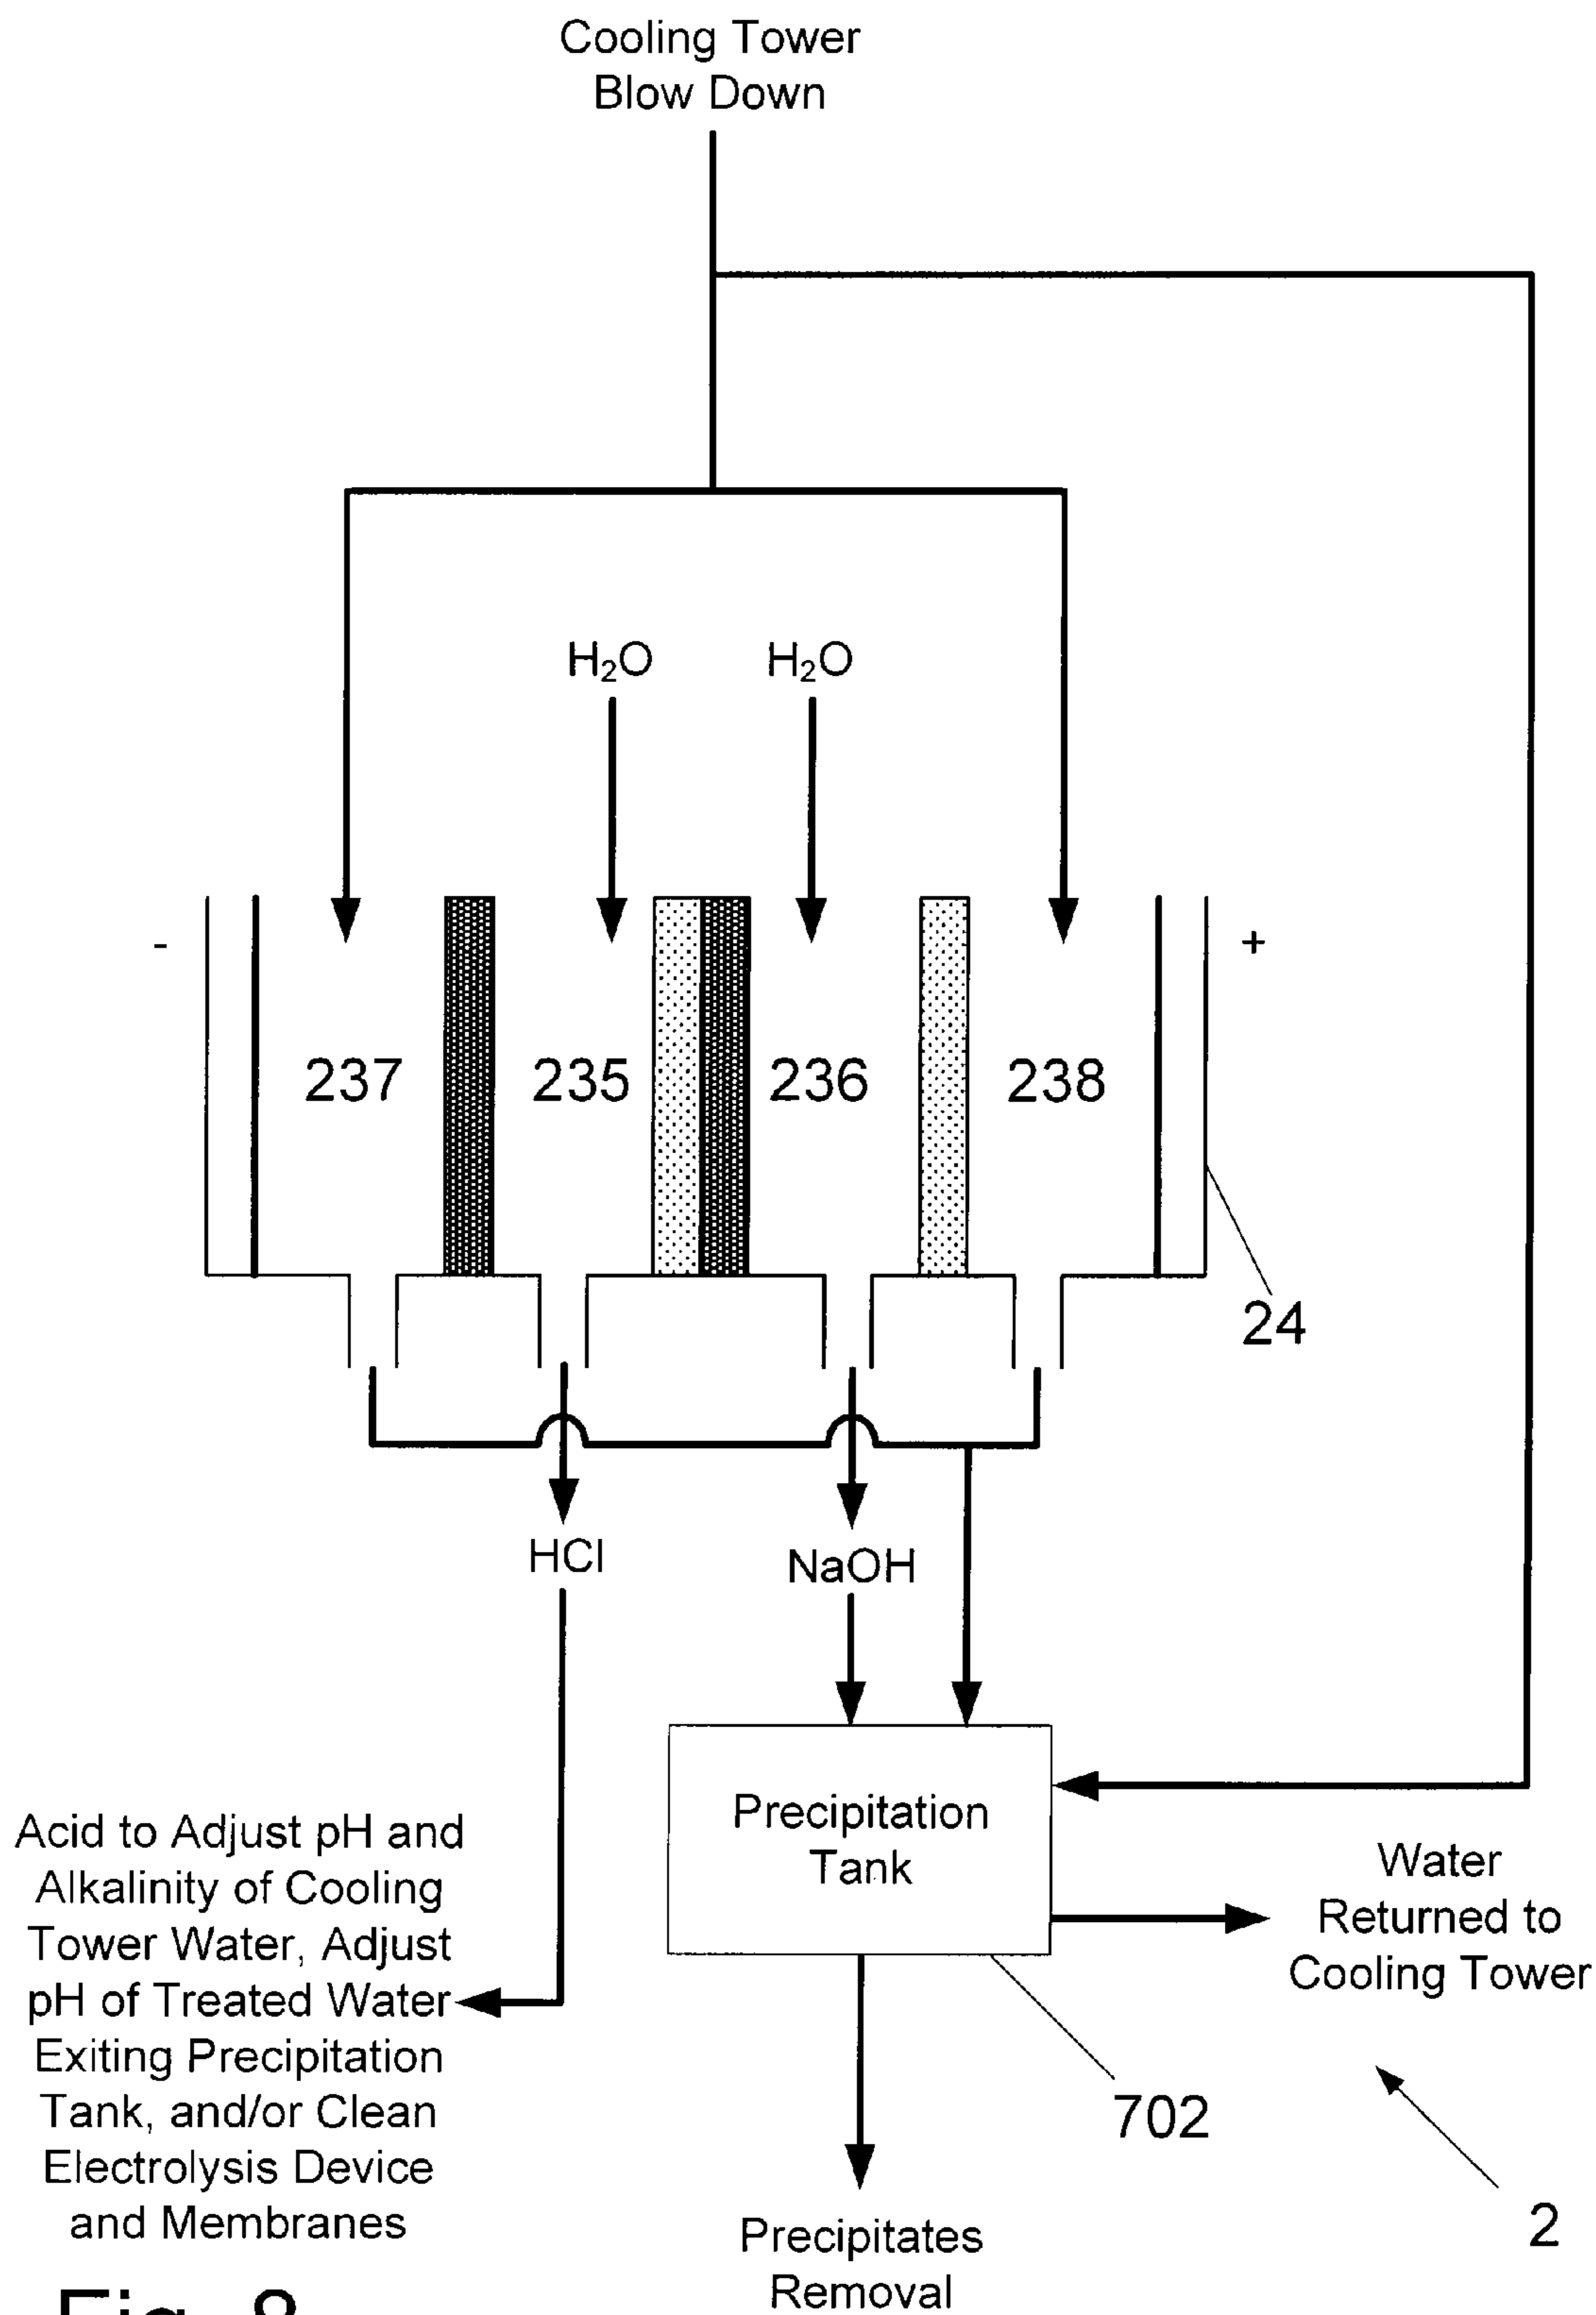 Cooling Tower
Blow Down
H₂O
H₂O
-
+
237
235
236
238
24
HCl
NaOH
Precipitation
Tank
Acid to Adjust pH and
Alkalinity of Cooling
Tower Water, Adjust
pH of Treated Water
Exiting Precipitation
Tank, and/or Clean
Electrolysis Device
and Membranes
Water
Returned to
Cooling Tower
702
2
Precipitates
Removal
Fig. 8